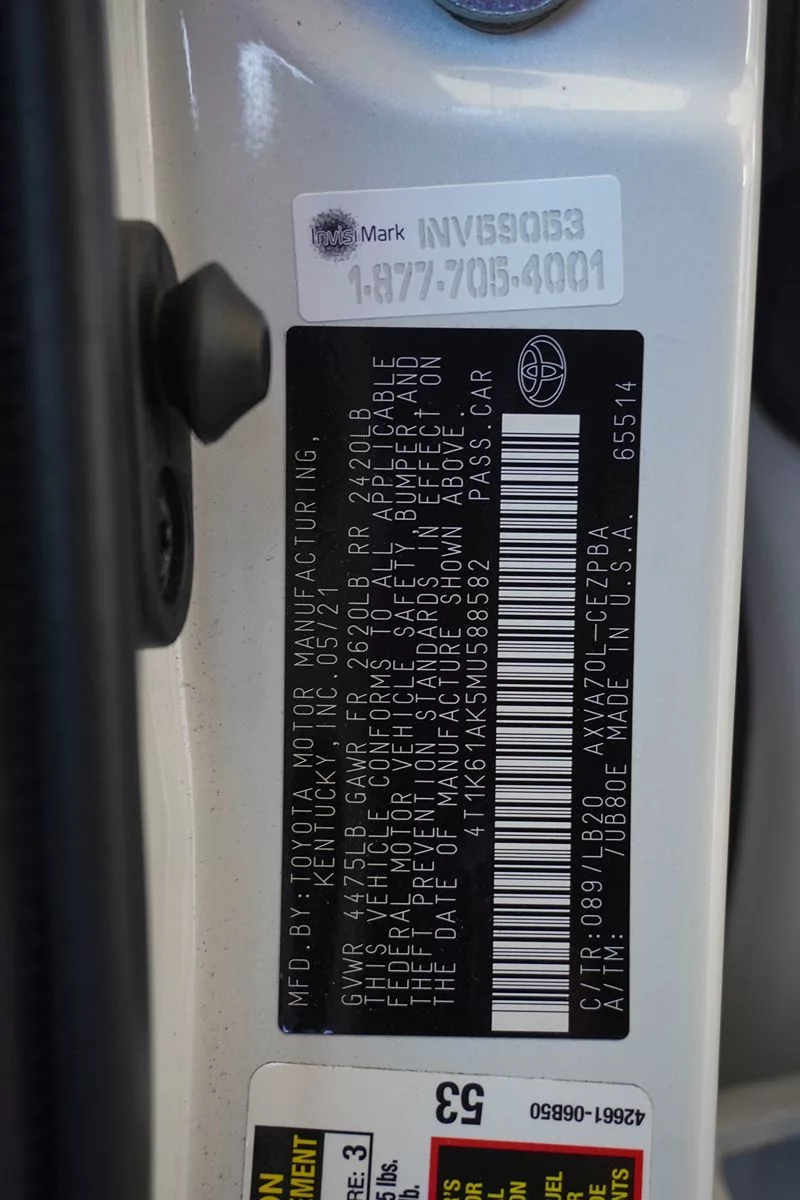 InvisiMark INV59053
1-877-705-4001
MFD.BY:TOYOTA MOTOR MANUFACTURING,
KENTUCKY,INC.05/21
GVWR 4475LB GAWR FR 2620LB RR 2420LB
THIS VEHICLE CONFORMS TO ALL APPLICABLE
FEDERAL MOTOR VEHICLE SAFETY, BUMPER,AND
THEFT PREVENTION STANDARDS IN EFFECT ON
THE DATE OF MANUFACTURE SHOWN ABOVE.
4T1K61AK5MU588582 PASS.CAR
C/TR:089/LB20 AXVA70L-CEZPBA
A/TM: 7UB80E MADE IN U.S.A. 65514
53
42661-06B50
3
lbs.